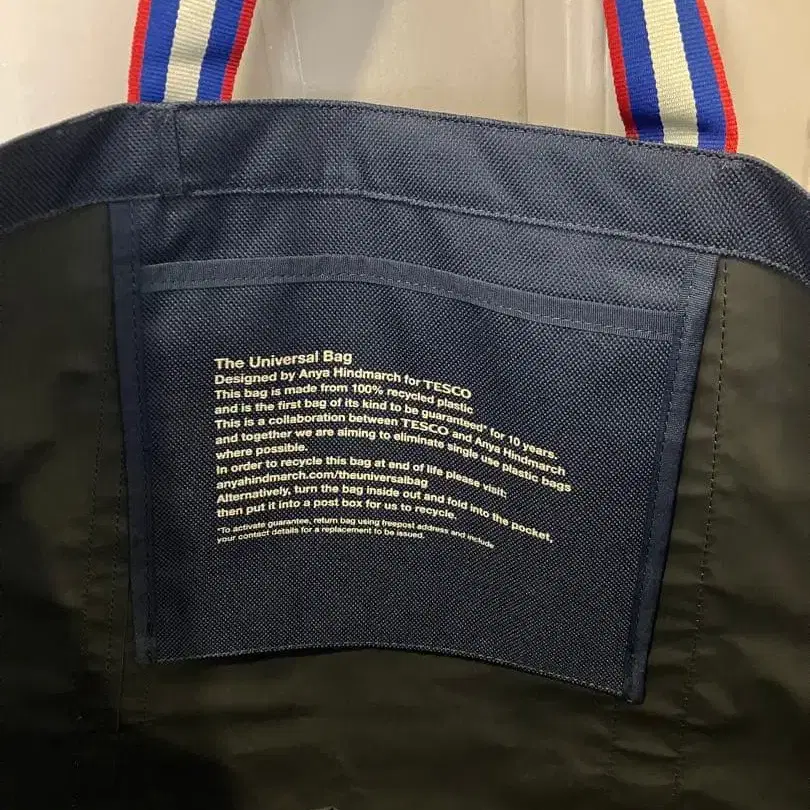 The Universal Bag
Designed by Anya Hindmarch for TESCO
This bag is made from 100% recycled plastic
and is the first bag of its kind to be guaranteed* for 10 years.
This is a collaboration between TESCO and Anya Hindmarch
and together we are aiming to eliminate single use plastic bags
where possible.
In order to recycle this bag at end of life please visit:
anyahindmarch.com/theuniversalbag
Alternatively, turn the bag inside out and fold into the pocket,
then put it into a post box for us to recycle.
*To activate guarantee, return bag using freepost address and include
your contact details for a replacement to be issued.